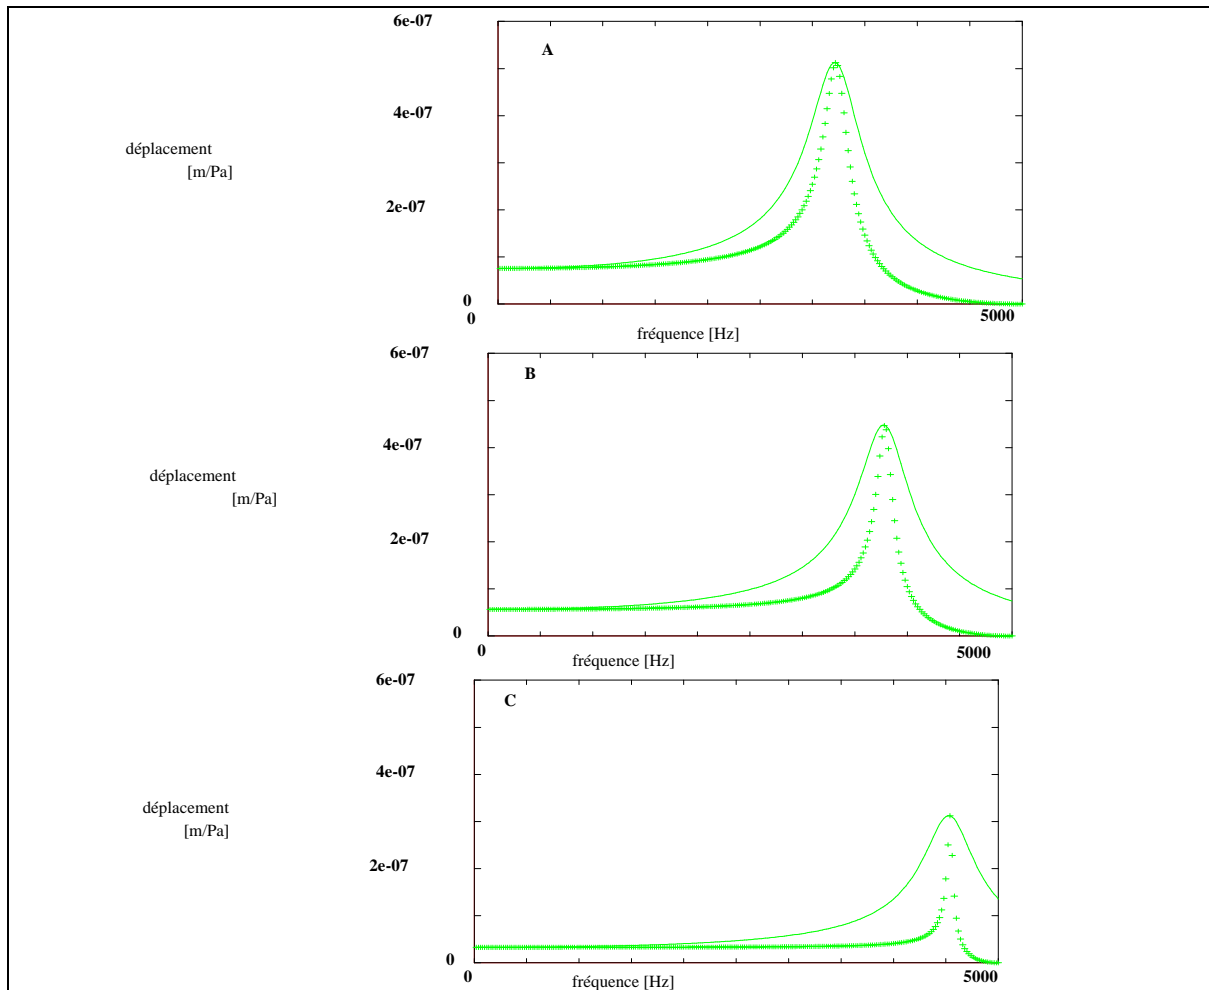 6e-07
A
4e-07
déplacement
[m/Pa]
2e-07
0
0
5000
fréquence [Hz]
6e-07
B
4e-07
déplacement
[m/Pa]
2e-07
0
0
5000
fréquence [Hz]
6e-07
C
4e-07
déplacement
[m/Pa]
2e-07
0
0
5000
fréquence [Hz]